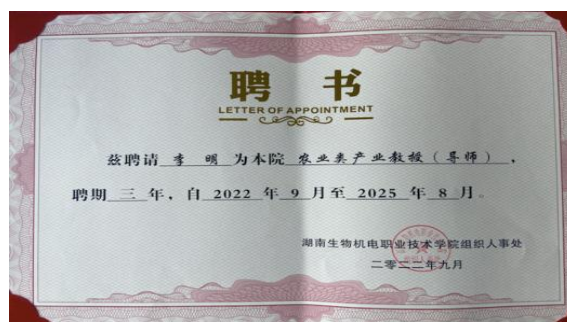 聘 书
LETTER OF APPOINTMENT
兹聘请 李 明 为本院 农业类产业教授（导师），
聘期 三 年，自 2022 年 9 月至 2025 年 8 月。
湖南生物机电职业技术学院组织人事处
二零二二年九月